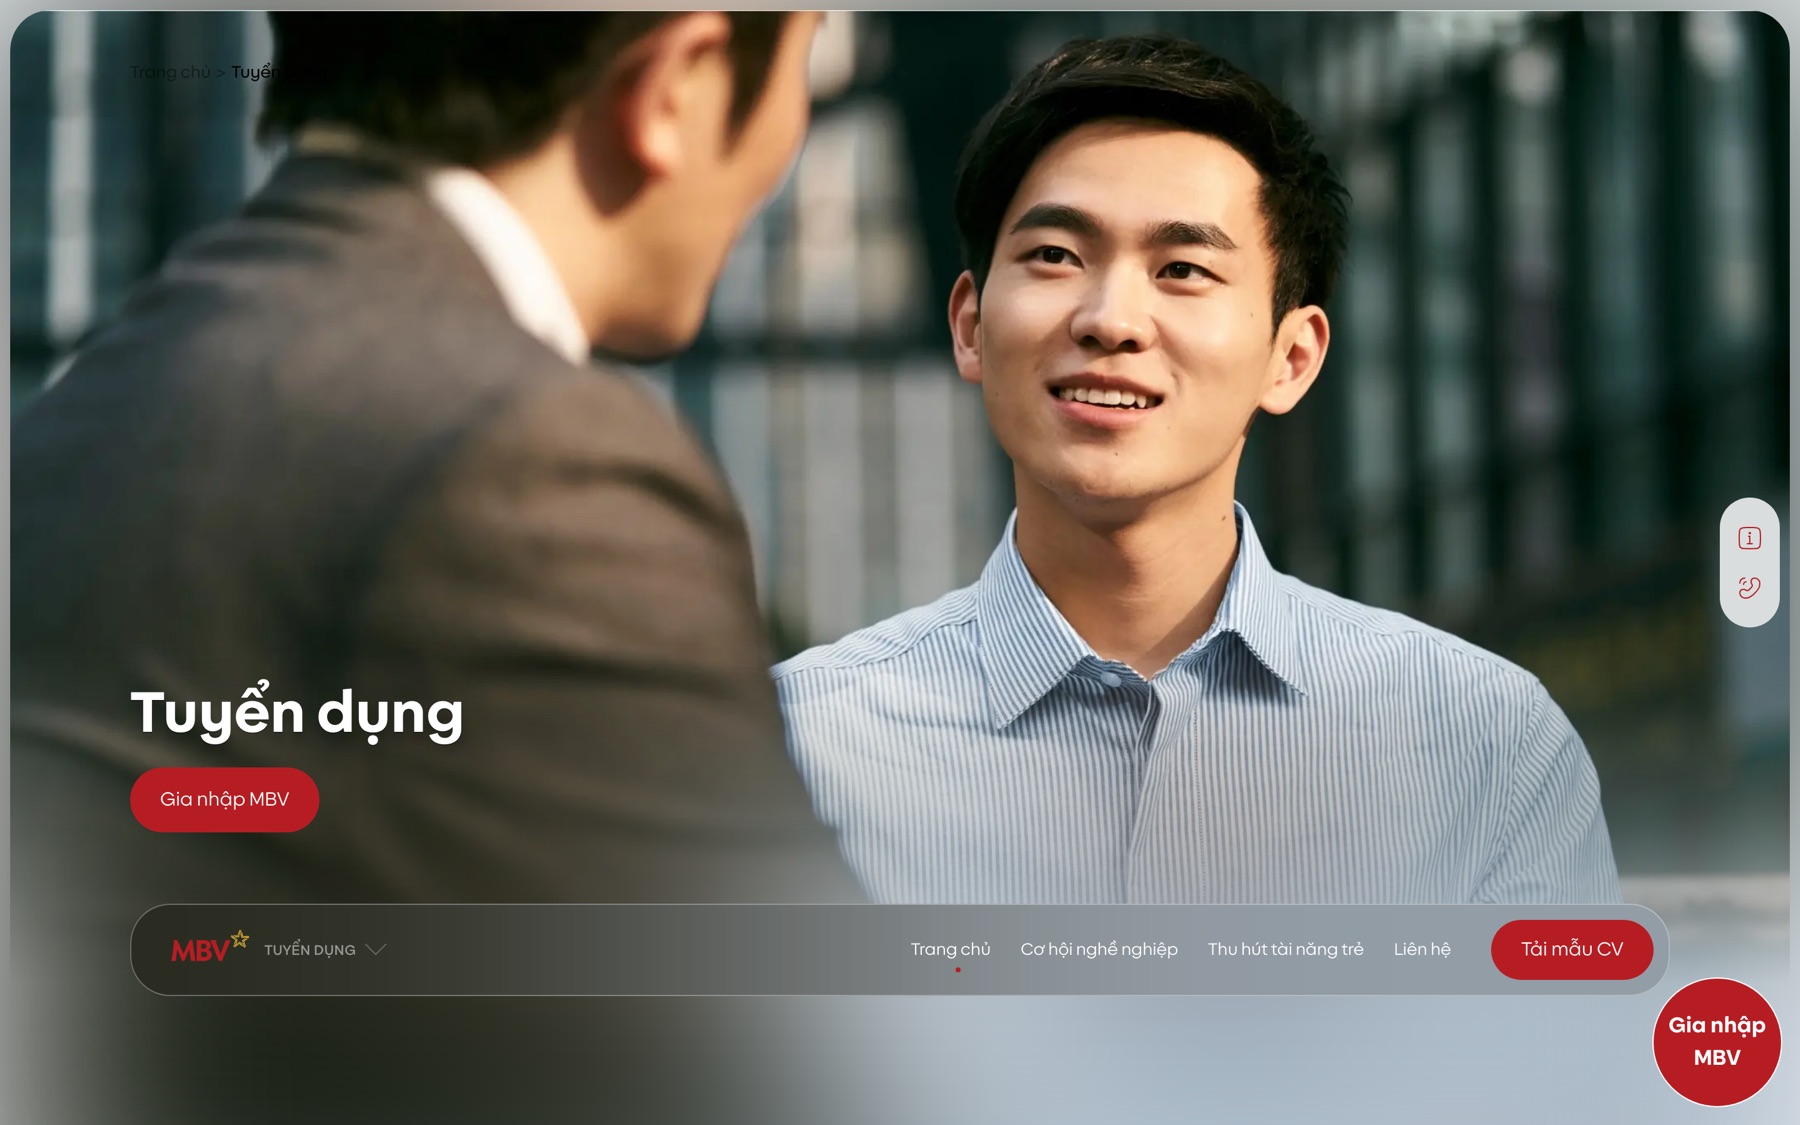 Trang chủ > Tuyển
Tuyển dụng
Gia nhập MBV
MBV TUYỂN DỤNG
Trang chủ Cơ hội nghề nghiệp Thu hút tài năng trẻ Liên hệ Tải mẫu CV
Gia nhập
MBV